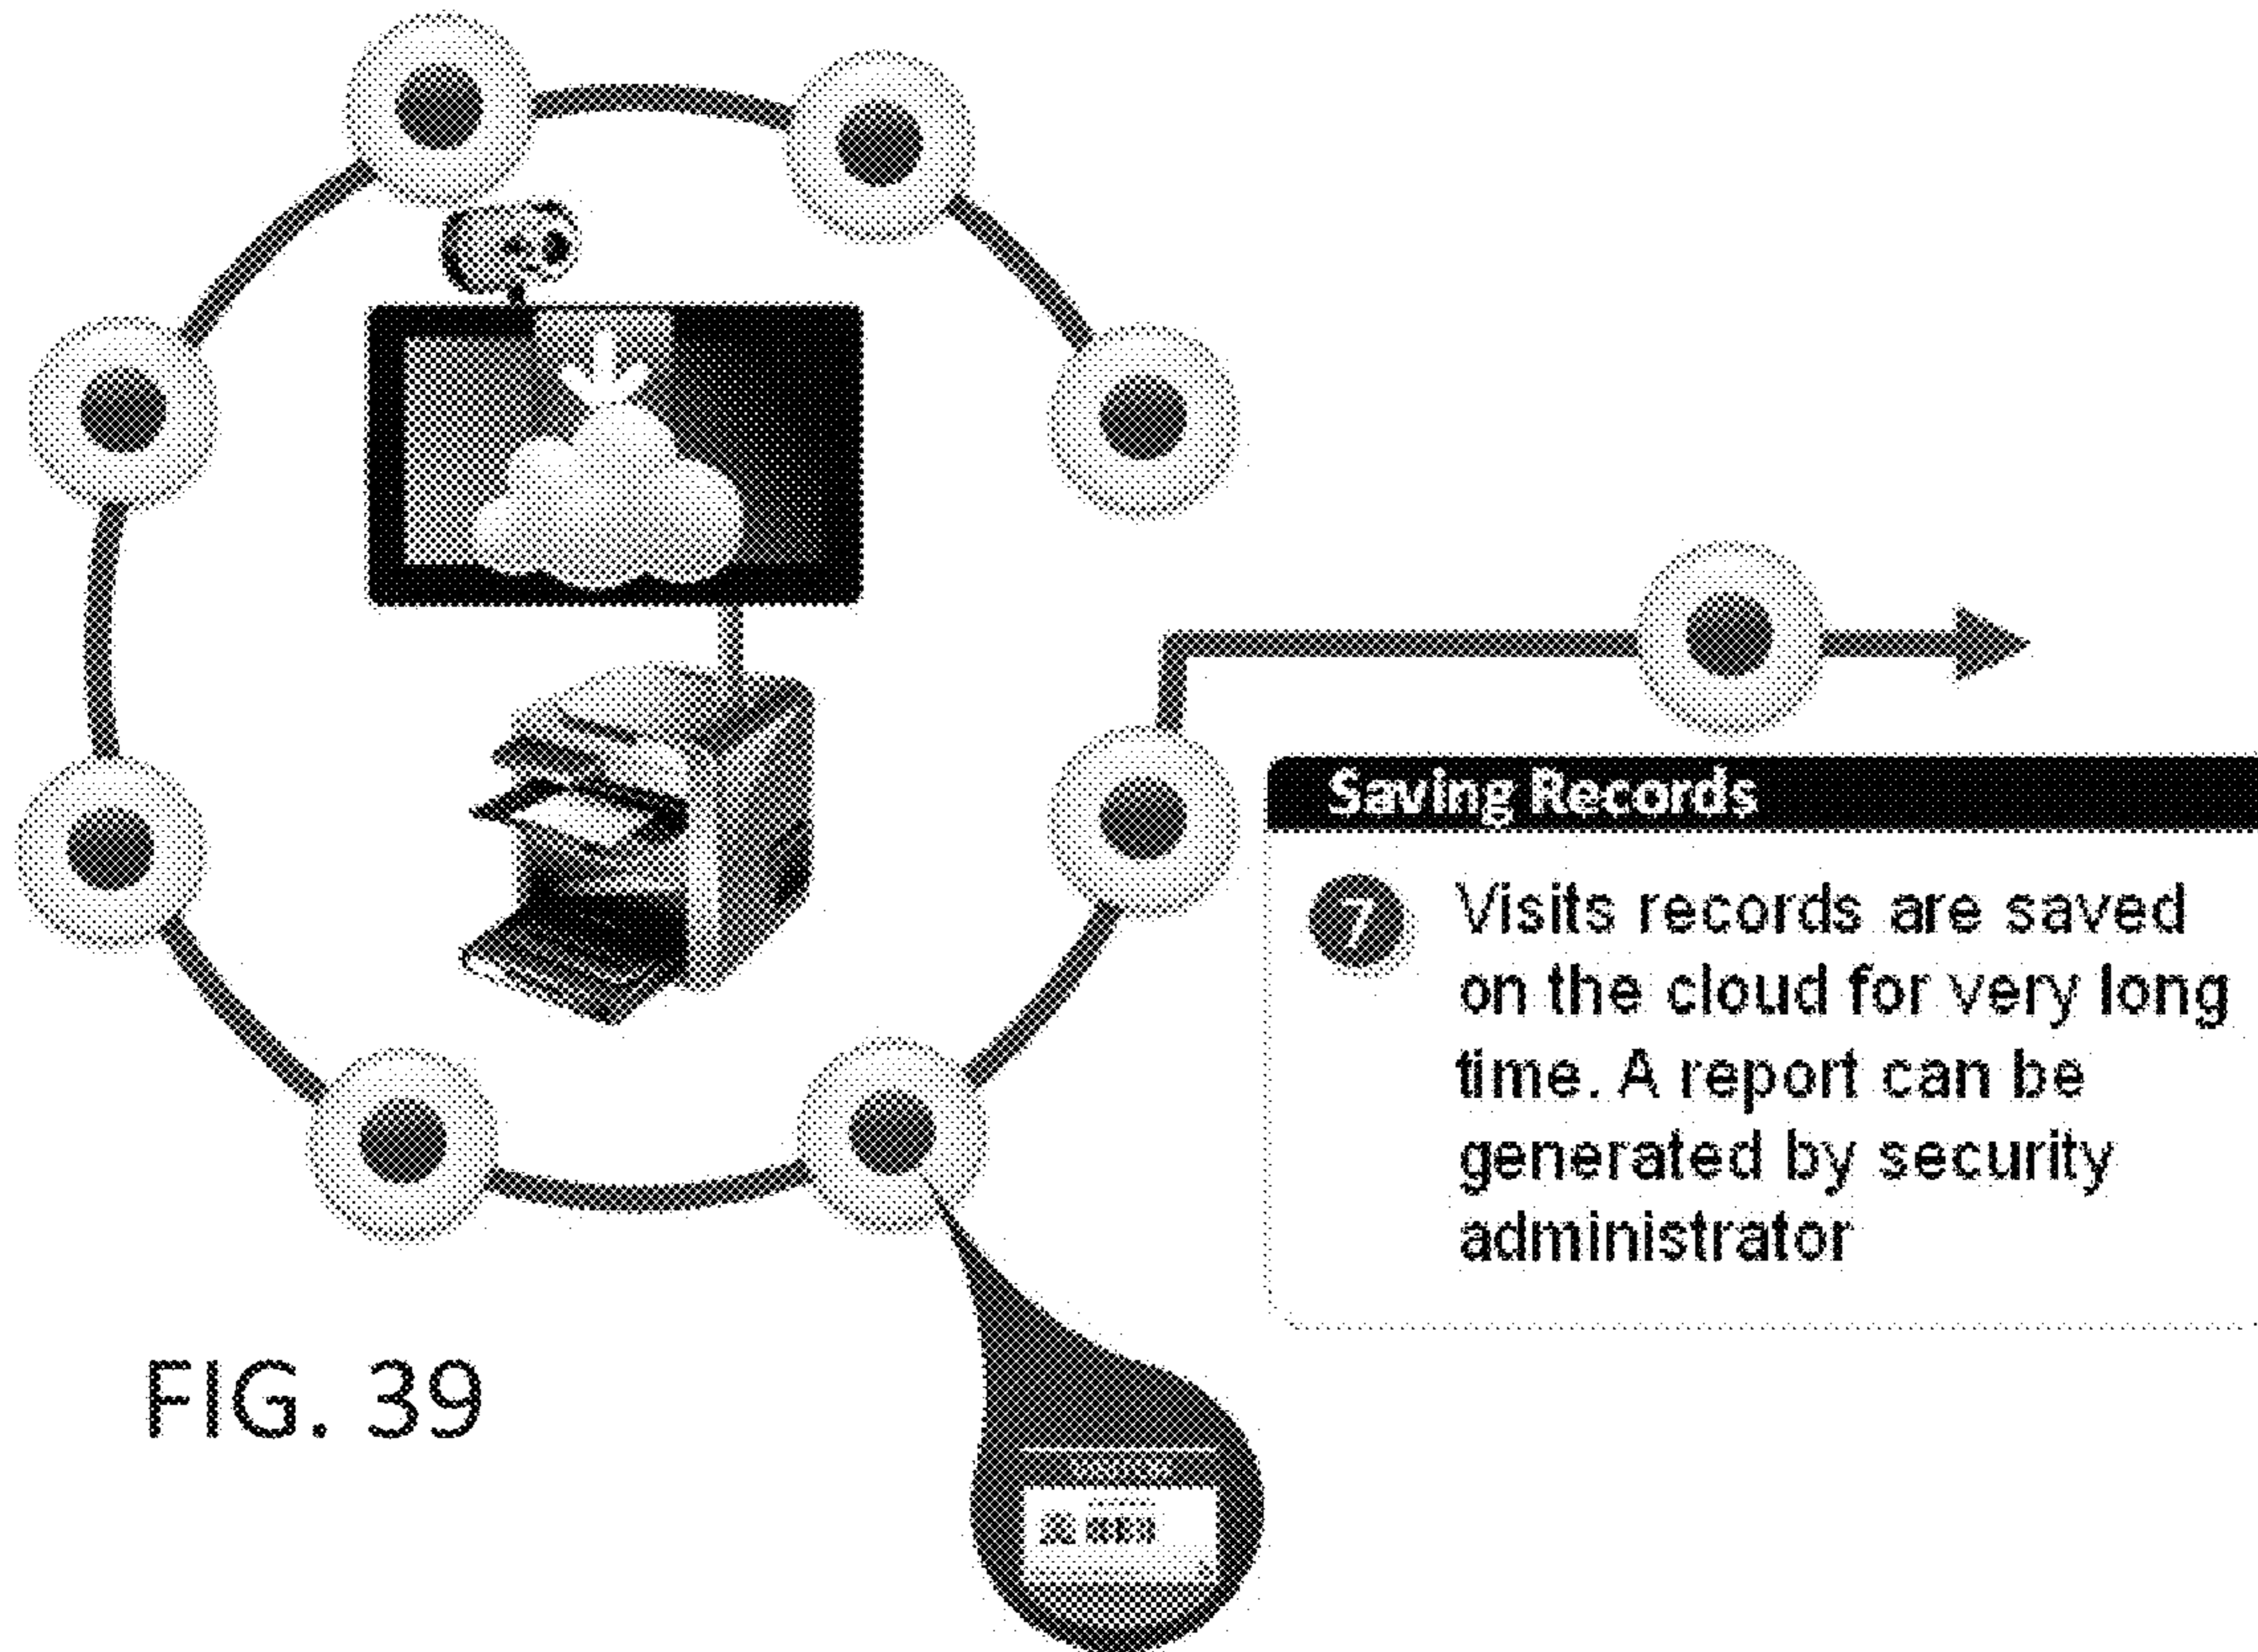 Saving Records
7 Visits records are saved
on the cloud for very long
time. A report can be
generated by security
administrator
FIG. 39